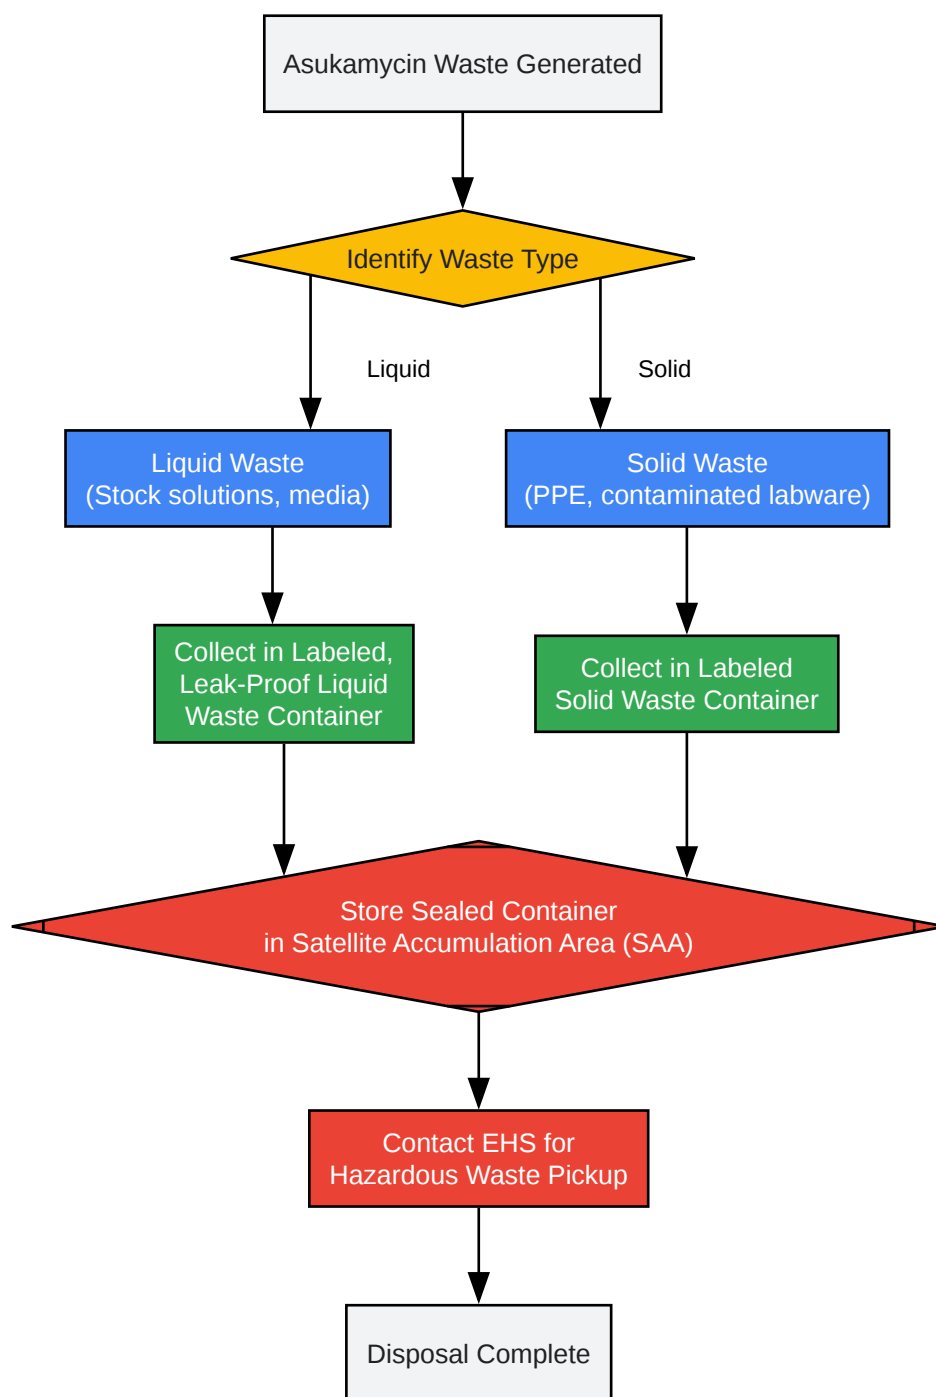 Asukamycin Waste Generated
Identify Waste Type
Liquid
Solid
Liquid Waste
(Stock solutions, media)
Solid Waste
(PPE, contaminated labware)
Collect in Labeled,
Leak-Proof Liquid
Waste Container
Collect in Labeled
Solid Waste Container
Store Sealed Container
in Satellite Accumulation Area (SAA)
Contact EHS for
Hazardous Waste Pickup
Disposal Complete